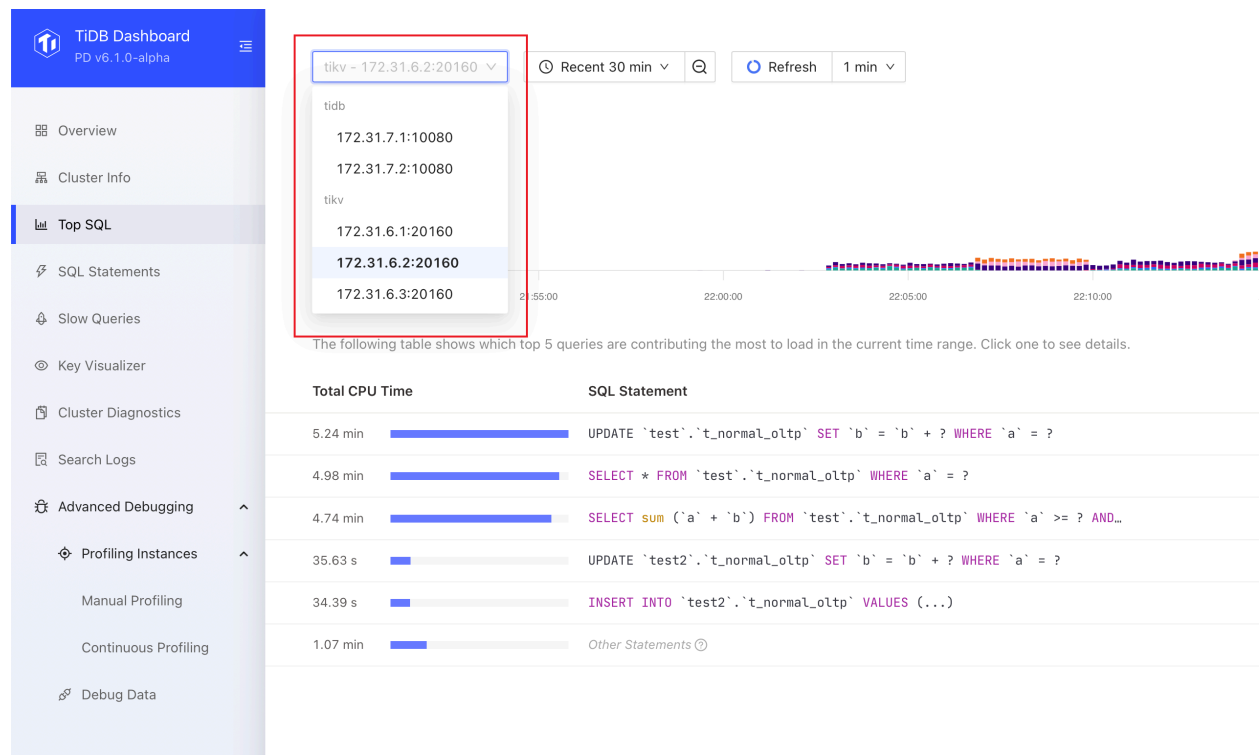 TiDB Dashboard
PD v6.1.0-alpha
Overview
Cluster Info
Top SQL
SQL Statements
Slow Queries
Key Visualizer
Cluster Diagnostics
Search Logs
Advanced Debugging
Profiling Instances
Manual Profiling
Continuous Profiling
Debug Data
tikv - 172.31.6.2:20160
Recent 30 min
Refresh
1 min
tidb
172.31.7.1:10080
172.31.7.2:10080
tikv
172.31.6.1:20160
172.31.6.2:20160
172.31.6.3:20160
22:00:00
22:05:00
22:10:00
The following table shows which top 5 queries are contributing the most to load in the current time range. Click one to see details.
Total CPU Time SQL Statement
5.24 min UPDATE `test`.`t_normal_oltp` SET `b` = `b` + ? WHERE `a` = ?
4.98 min SELECT * FROM `test`.`t_normal_oltp` WHERE `a` = ?
4.74 min SELECT sum (`a` + `b`) FROM `test`.`t_normal_oltp` WHERE `a` >= ? AND…
35.63 s UPDATE `test2`.`t_normal_oltp` SET `b` = `b` + ? WHERE `a` = ?
34.39 s INSERT INTO `test2`.`t_normal_oltp` VALUES (...)
1.07 min Other Statements